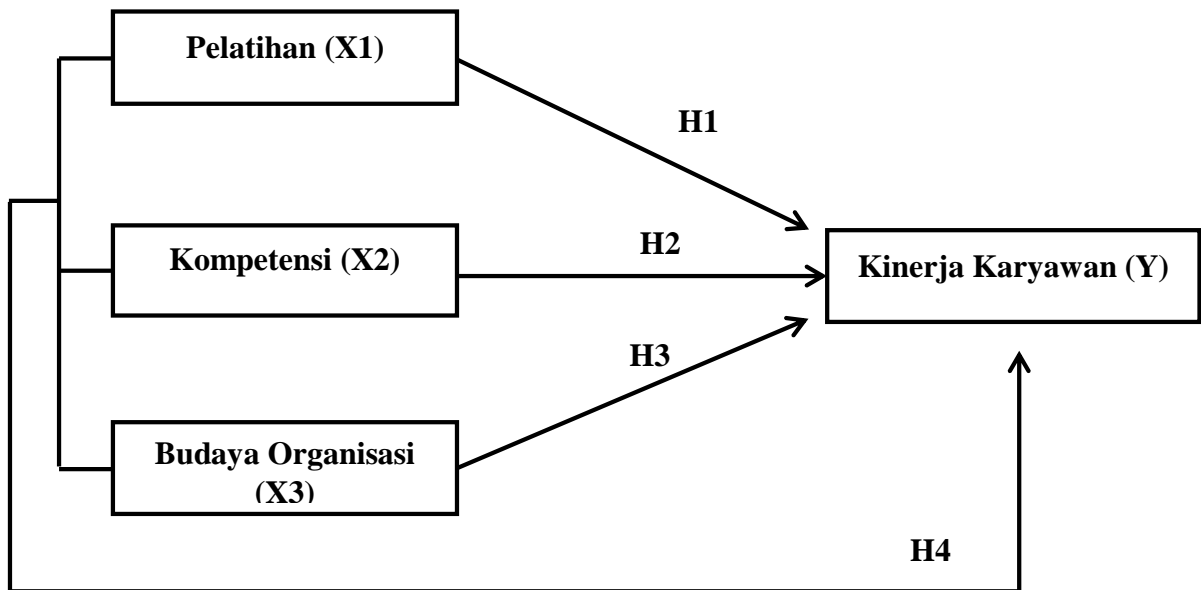 Pelatihan (X1)
H1
Kompetensi (X2)
H2
Kinerja Karyawan (Y)
H3
Budaya Organisasi
(X3)
H4